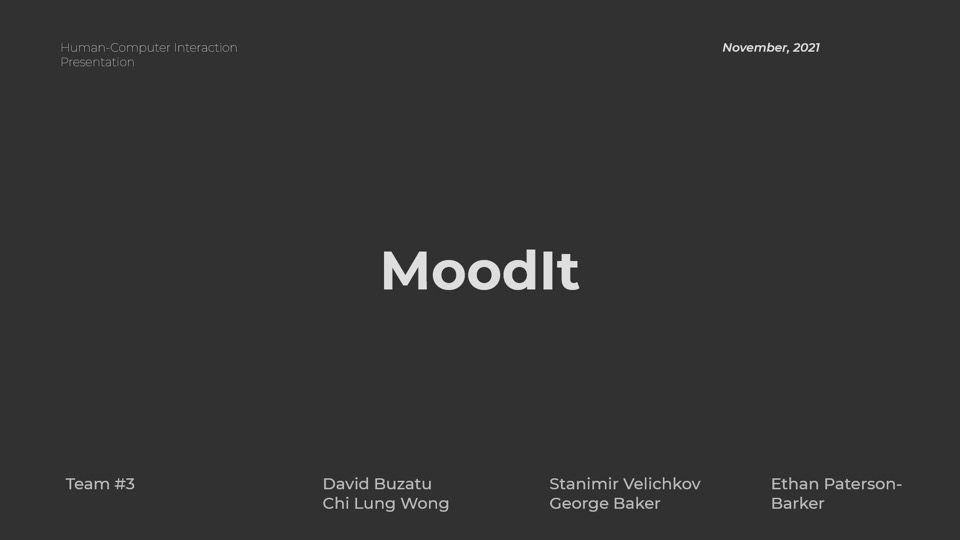 Human-Computer Interaction
Presentation
November, 2021
MoodIt
Team #3
David Buzatu
Chi Lung Wong
Stanimir Velichkov
George Baker
Ethan Paterson-
Barker